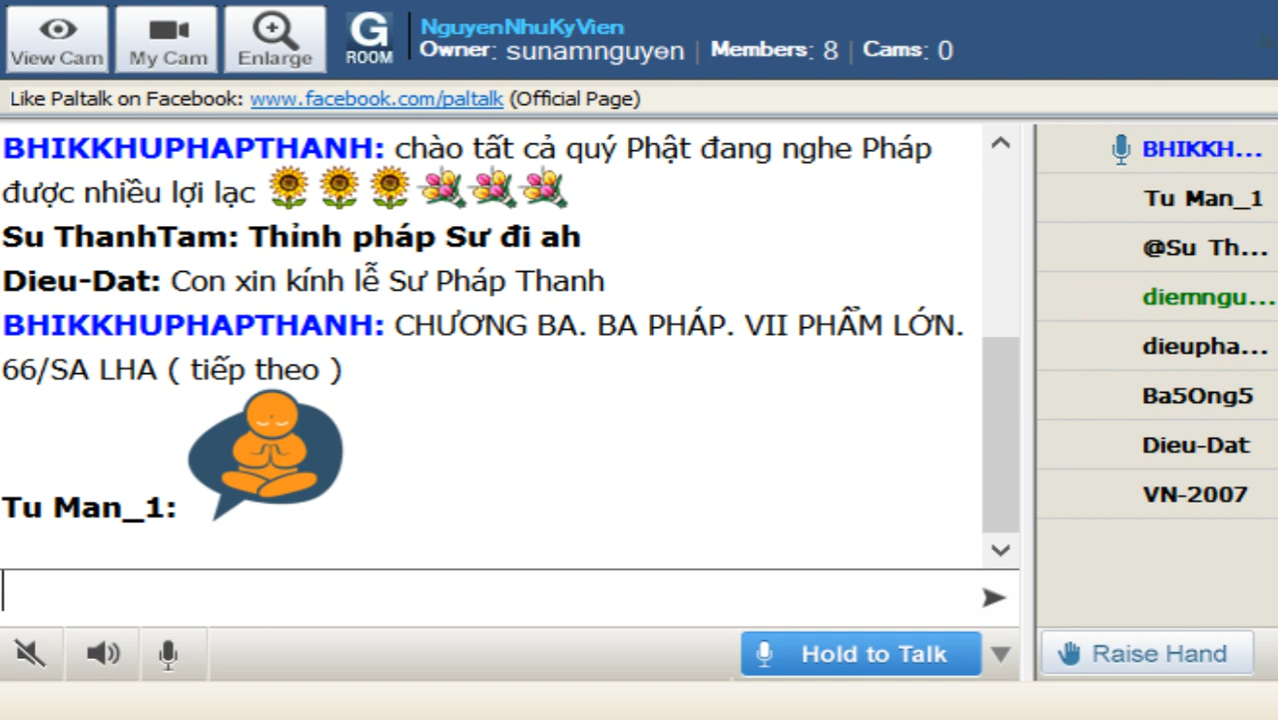 View Cam
My Cam
Enlarge
G
ROOM
NguyenNhuKyVien
Owner: sunamnguyen | Members: 8 | Cams: 0
Like Paltalk on Facebook: www.facebook.com/paltalk (Official Page)
BHIKKHUPHAPTHANH: chào tất cả quý Phật đang nghe Pháp
được nhiều lợi lạc
Su ThanhTam: Thỉnh pháp Sư đi ah
Dieu-Dat: Con xin kính lễ Sư Pháp Thanh
BHIKKHUPHAPTHANH: CHƯƠNG BA. BA PHÁP. VII PHẨM LỚN.
66/SA LHA ( tiếp theo )
Tu Man_1:
BHIKKH...
Tu Man_1
@Su Th...
diemngu...
dieupha...
Ba5Ong5
Dieu-Dat
VN-2007
Hold to Talk
Raise Hand